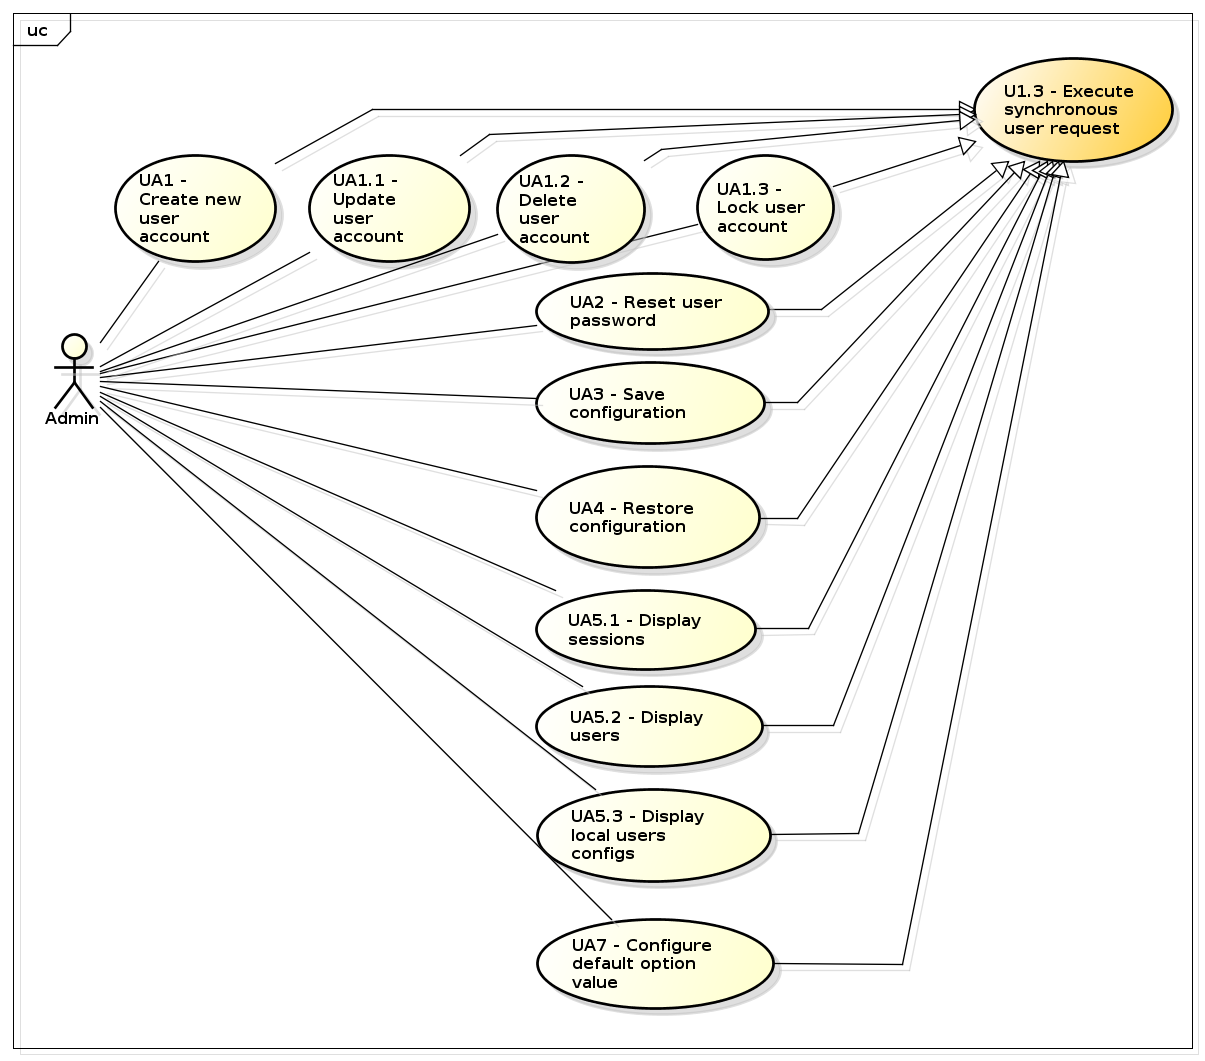 uc
U1.3 - Execute
synchronous
user request
UA1 -
Create new
user
account
UA1.1 -
Update
user
account
UA1.2 -
Delete
user
account
UA1.3 -
Lock user
account
UA2 - Reset user
password
Admin
UA3 - Save
configuration
UA4 - Restore
configuration
UA5.1 - Display
sessions
UA5.2 - Display
users
UA5.3 - Display
local users
configs
UA7 - Configure
default option
value